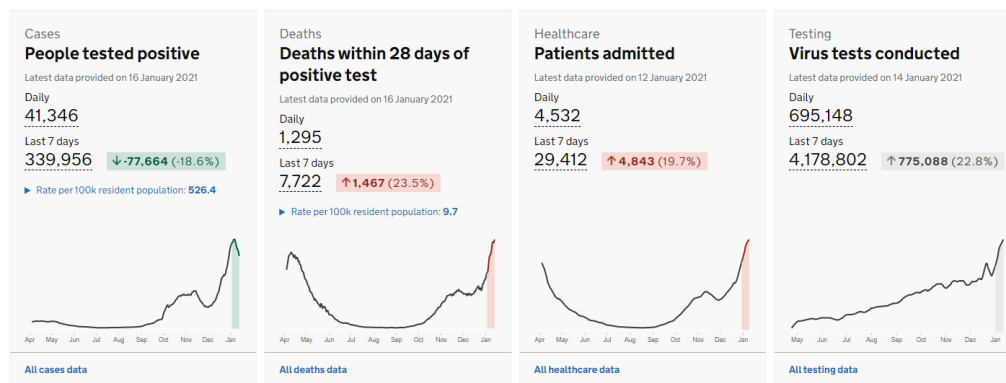 Cases
People tested positive
Latest data provided on 16 January 2021
Daily
41,346
Last 7 days
339,956 ↓-77,664 (-18.6%)
▶ Rate per 100k resident population: 526.4
Apr May Jun Jul Aug Sep Oct Nov Dec Jan
All cases data
Deaths
Deaths within 28 days of
positive test
Latest data provided on 16 January 2021
Daily
1,295
Last 7 days
7,722 ↑1,467 (23.5%)
▶ Rate per 100k resident population: 9.7
Apr May Jun Jul Aug Sep Oct Nov Dec Jan
All deaths data
Healthcare
Patients admitted
Latest data provided on 12 January 2021
Daily
4,532
Last 7 days
29,412 ↑4,843 (19.7%)
Apr May Jun Jul Aug Sep Oct Nov Dec Jan
All healthcare data
Testing
Virus tests conducted
Latest data provided on 14 January 2021
Daily
695,148
Last 7 days
4,178,802 ↑775,088 (22.8%)
May Jun Jul Aug Sep Oct Nov Dec Jan
All testing data